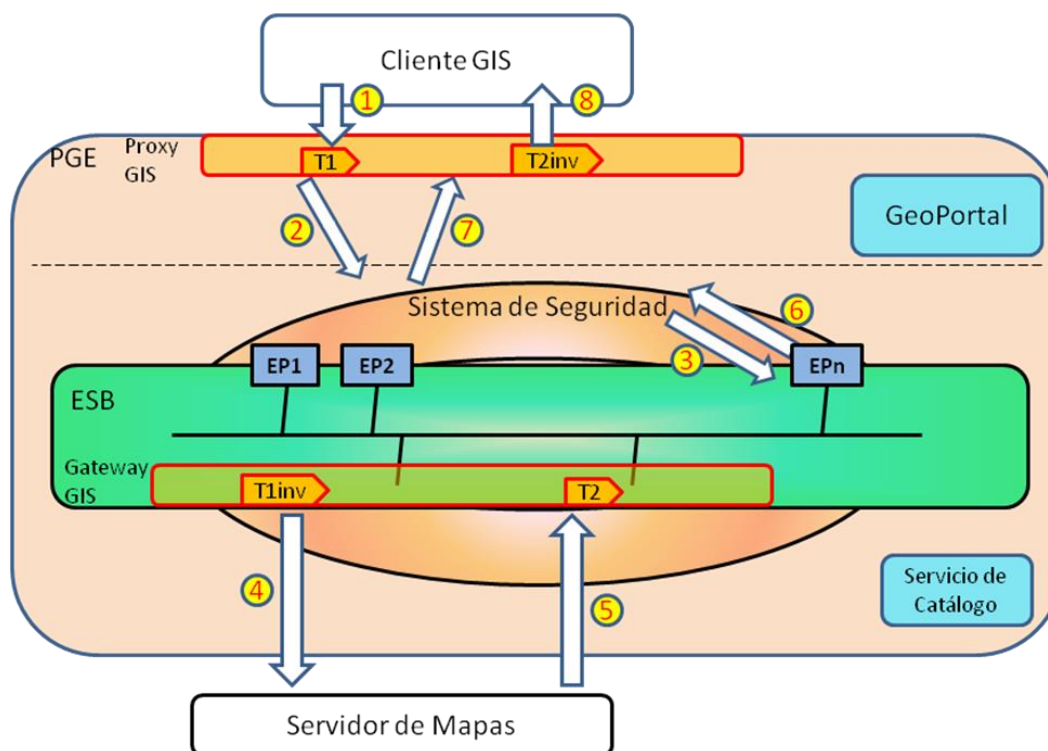 Cliente GIS
1
8
PGE
Proxy
GIS
T1
T2inv
2
7
GeoPortal
Sistema de Seguridad
6
3
EP1
EP2
EPn
ESB
Gateway
GIS
T1inv
T2
4
5
Servicio de
Catálogo
Servidor de Mapas